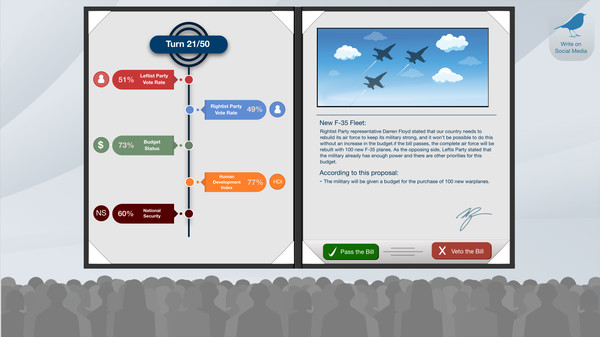 Turn 21/50
51%
Leftist Party
Vote Rate
Rightist Party
Vote Rate
49%
$
73%
Budget
Status
Human
Development
Index
77%
HDI
NS
60%
National
Security
New F-35 Fleet:
Rightist Party representative Darren Floyd stated that our country needs to
rebuild its air force to keep its military strong, and it won't be possible to do this
without an increase in the budget.if the bill passes, the complete air force will be
rebuilt with 100 new F-35 planes. As the opposing side, Leftis Party stated that
the military already has enough power and there are other priorities for this
budget.
According to this proposal:
- The military will be given a budget for the purchase of 100 new warplanes.
Pass the Bill
X Veto the Bill
Write on
Social Media